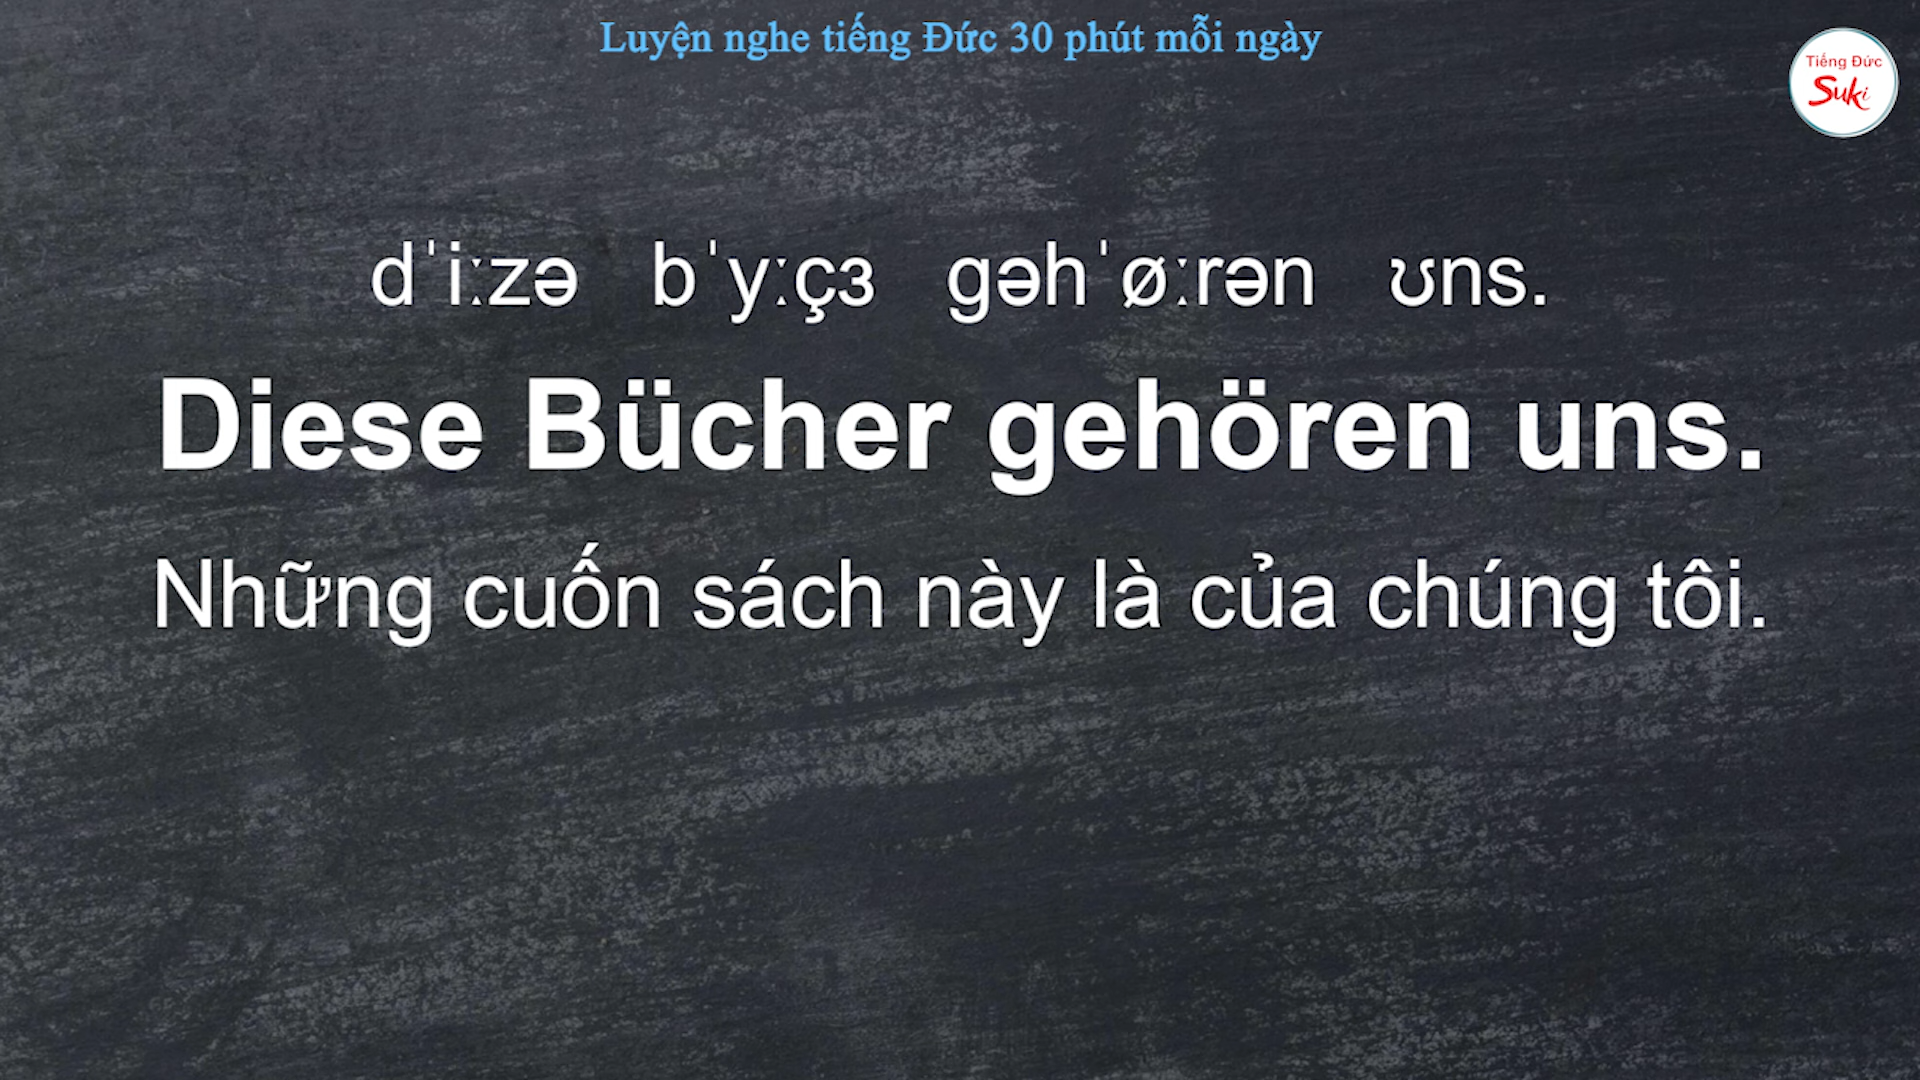 Luyện nghe tiếng Đức 30 phút mỗi ngày
Tiếng Đức
Suki
dˈiːzə bˈyːçɜ ɡəhˈøːrən ʊns.
Diese Bücher gehören uns.
Những cuốn sách này là của chúng tôi.